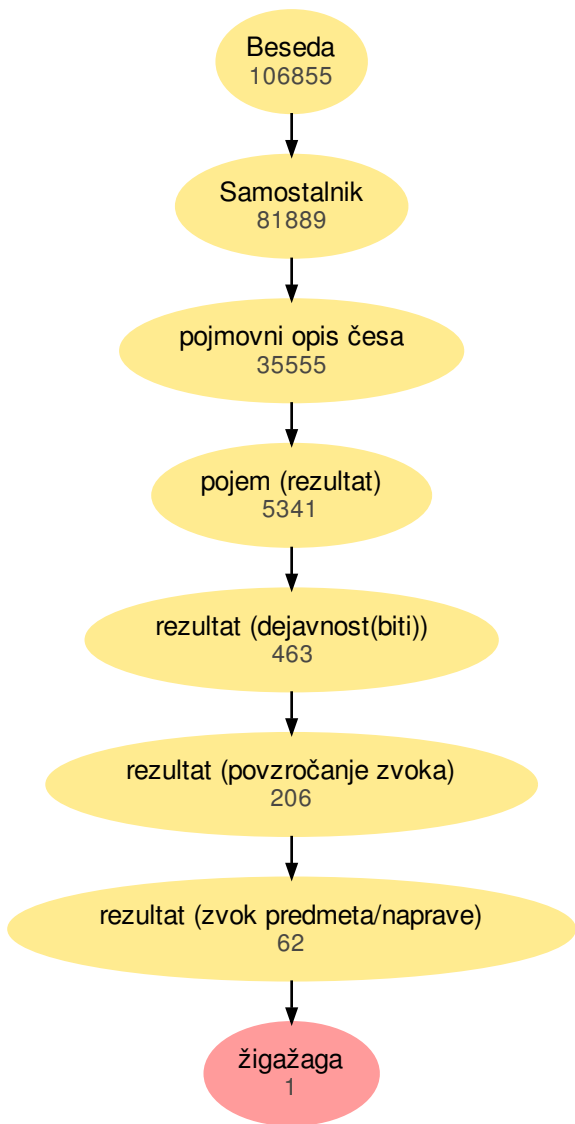 Beseda
106855
Samostalnik
81889
pojmovni opis česa
35555
pojem (rezultat)
5341
rezultat (dejavnost(biti))
463
rezultat (povzročanje zvoka)
206
rezultat (zvok predmeta/naprave)
62
žigažaga
1